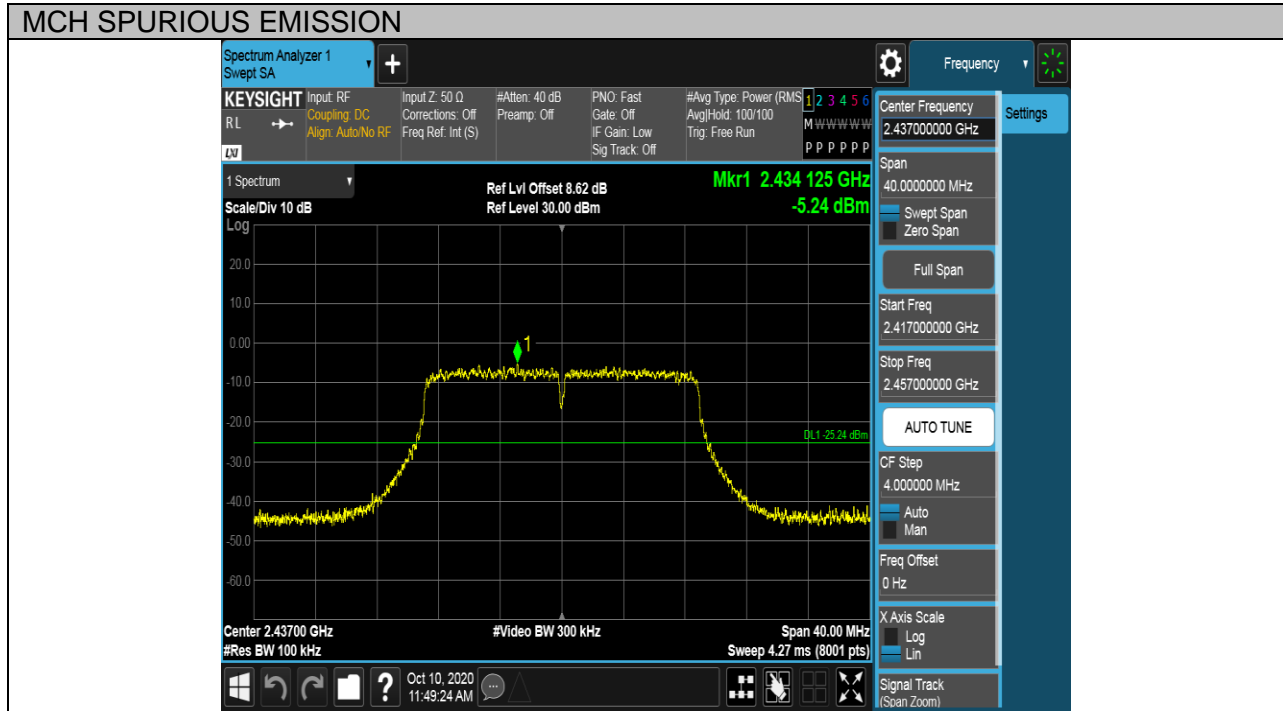 MCH SPURIOUS EMISSION
Spectrum Analyzer 1
Swept SA
Frequency
KEYSIGHT
RL
LXI
Input: RF
Coupling: DC
Align: Auto/No RF
Input Z: 50 Ω
Corrections: Off
Freq Ref: Int (S)
#Atten: 40 dB
Preamp: Off
PNO: Fast
Gate: Off
IF Gain: Low
Sig Track: Off
#Avg Type: Power (RMS
Avg|Hold: 100/100
Trig: Free Run
1 2 3 4 5 6
M W W W W W
P P P P P P
1 Spectrum
Scale/Div 10 dB
Ref Lvl Offset 8.62 dB
Ref Level 30.00 dBm
Mkr1 2.434 125 GHz
-5.24 dBm
Log
20.0
10.0
0.00
1
-10.0
-20.0
DL1 -25.24 dBm
-30.0
-40.0
-50.0
-60.0
Center 2.43700 GHz
#Video BW 300 kHz
Span 40.00 MHz
#Res BW 100 kHz
Sweep 4.27 ms (8001 pts)
?
Oct 10, 2020
11:49:24 AM
Center Frequency
2.437000000 GHz
Settings
Span
40.0000000 MHz
Swept Span
Zero Span
Full Span
Start Freq
2.417000000 GHz
Stop Freq
2.457000000 GHz
AUTO TUNE
CF Step
4.000000 MHz
Auto
Man
Freq Offset
0 Hz
X Axis Scale
Log
Lin
Signal Track
(Span Zoom)